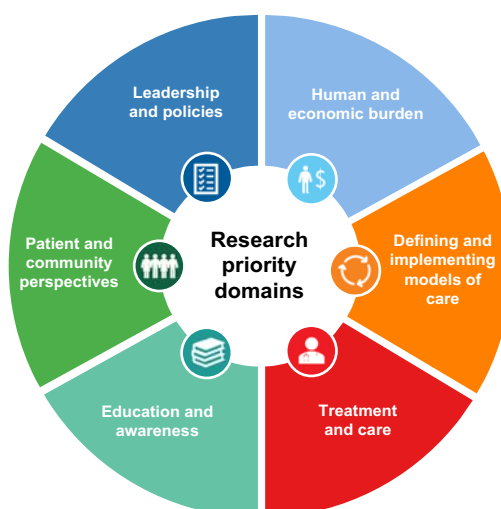 Leadership
and policies
Human and
economic burden
Patient and
community
perspectives
Research
priority
domains
Defining and
implementing
models of
care
Education and
awareness
Treatment
and care
$